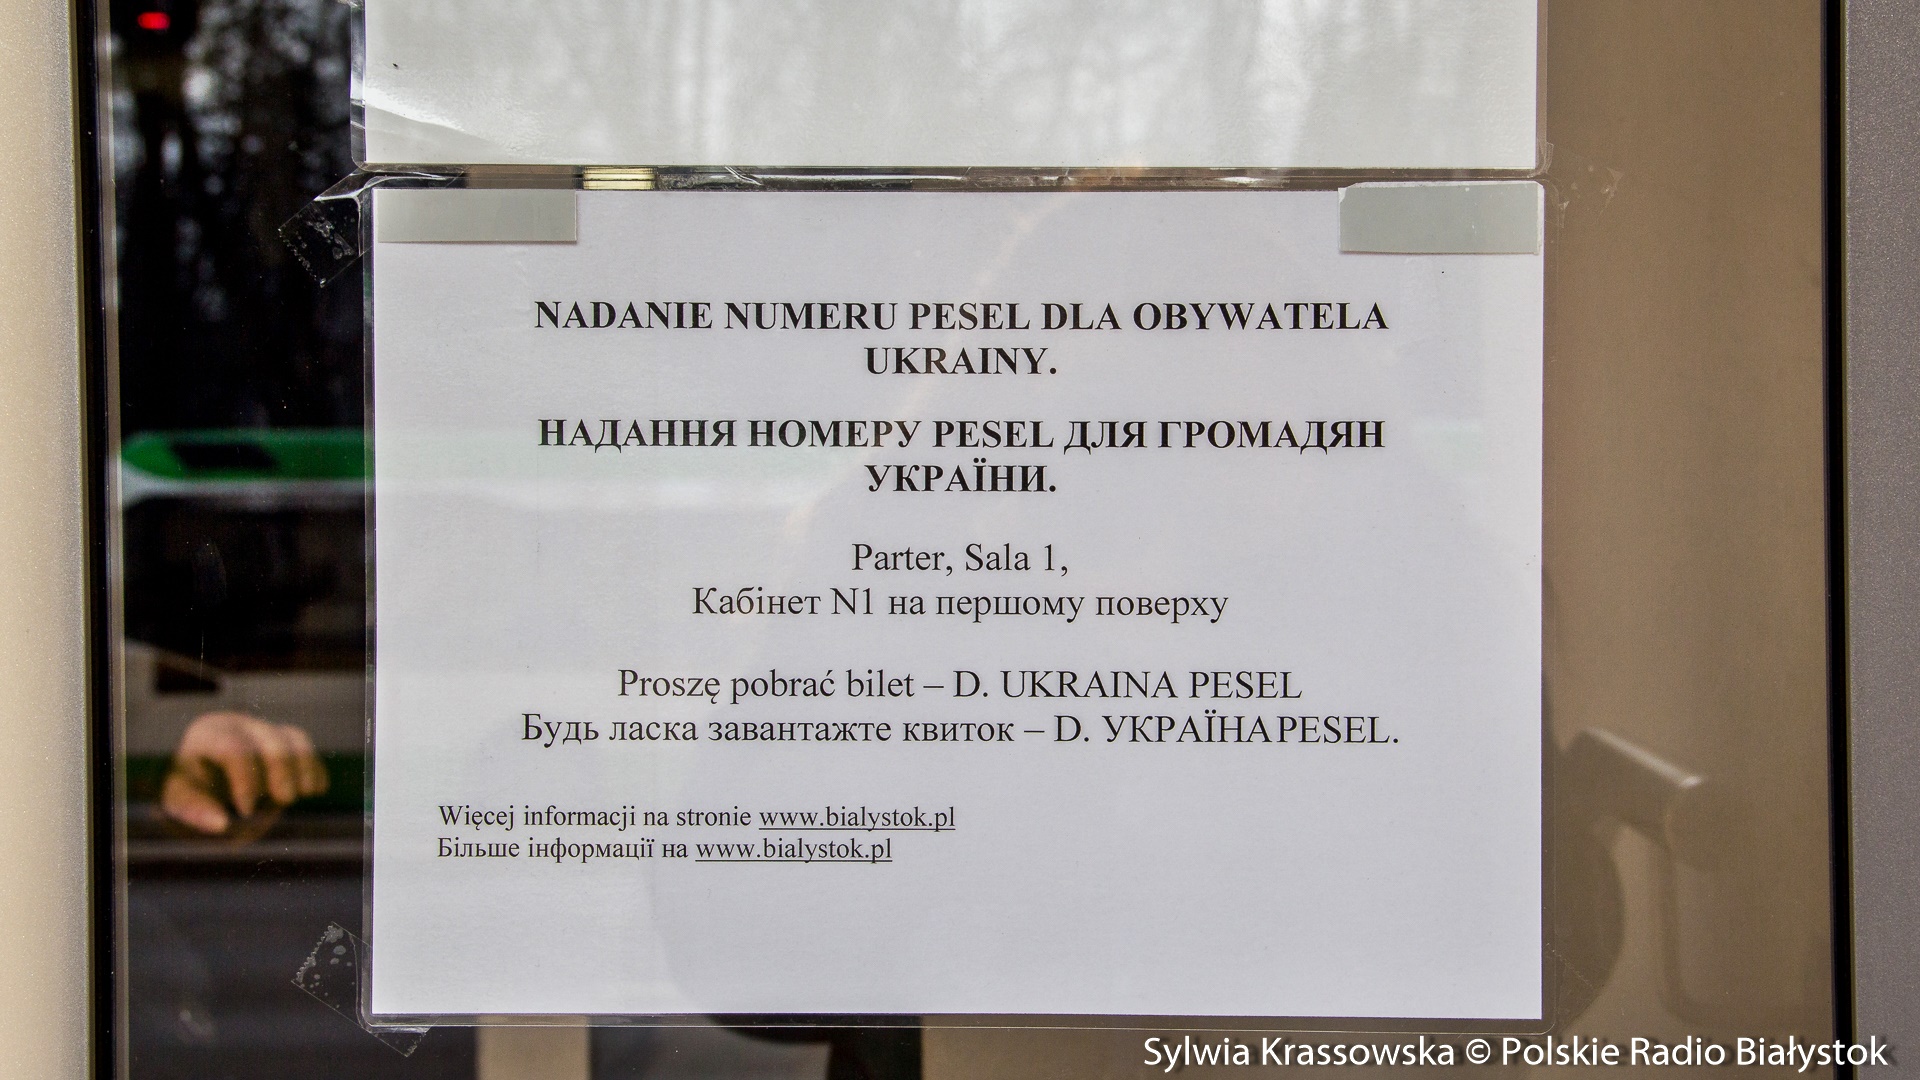 NADANIE NUMERU PESEL DLA OBYWATELA
UKRAINY.
НАДАННЯ НОМЕРУ PESEL ДЛЯ ГРОМАДЯН
УКРАЇНИ.
Parter, Sala 1,
Кабінет N1 на першому поверху
Proszę pobrać bilet – D. UKRAINA PESEL
Будь ласка завантажте квиток – D. УКРАЇНА PESEL.
Więcej informacji na stronie www.bialystok.pl
Більше інформації на www.bialystok.pl
Sylwia Krassowska © Polskie Radio Białystok